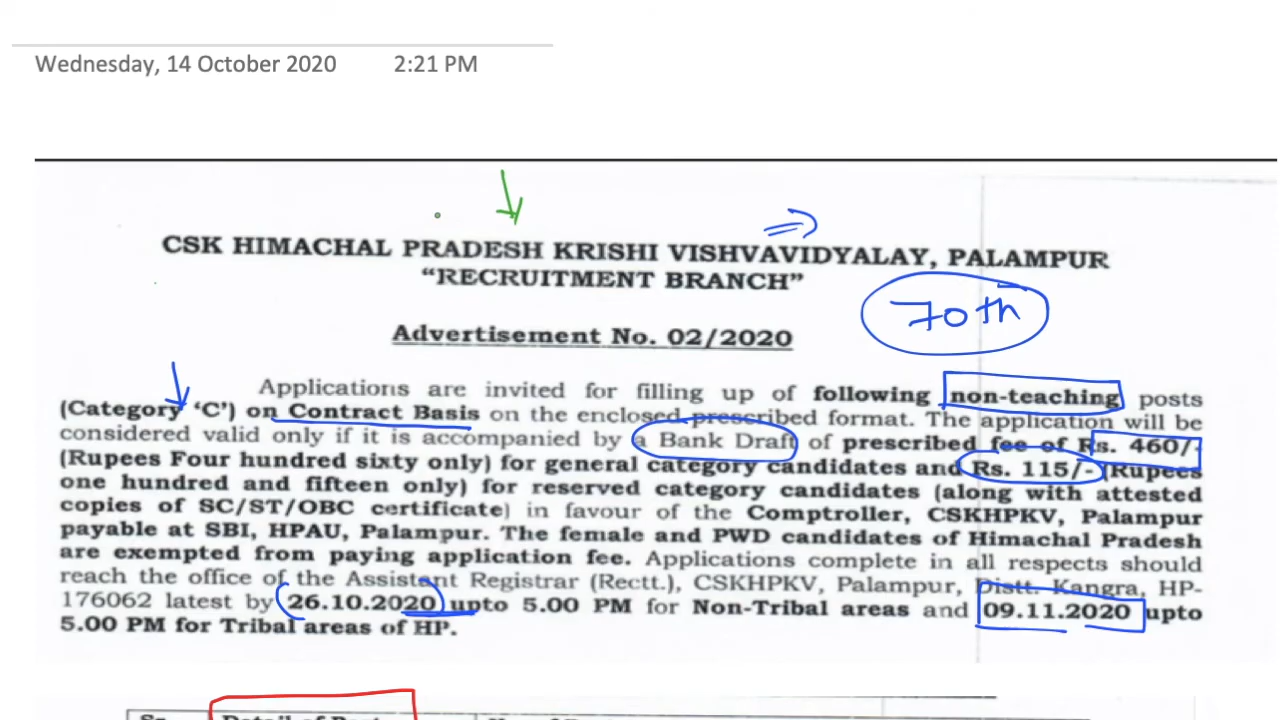 Wednesday, 14 October 2020 2:21 PM
CSK HIMACHAL PRADESH KRISHI VISHVAVIDYALAY, PALAMPUR
“RECRUITMENT BRANCH”
70th
Advertisement No. 02/2020
Applications are invited for filling up of following non-teaching posts
(Category ‘C’) on Contract Basis on the enclosed prescribed format. The application will be
considered valid only if it is accompanied by a Bank Draft of prescribed fee of Rs. 460/-
(Rupees Four hundred sixty only) for general category candidates and Rs. 115/- (Rupees
one hundred and fifteen only) for reserved category candidates (along with attested
copies of SC/ST/OBC certificate) in favour of the Comptroller, CSKHPKV, Palampur
payable at SBI, HPAU, Palampur. The female and PWD candidates of Himachal Pradesh
are exempted from paying application fee. Applications complete in all respects should
reach the office of the Assistant Registrar (Rectt.), CSKHPKV, Palampur, Distt. Kangra, HP-
176062 latest by 26.10.2020 upto 5.00 PM for Non-Tribal areas and 09.11.2020 upto
5.00 PM for Tribal areas of HP.